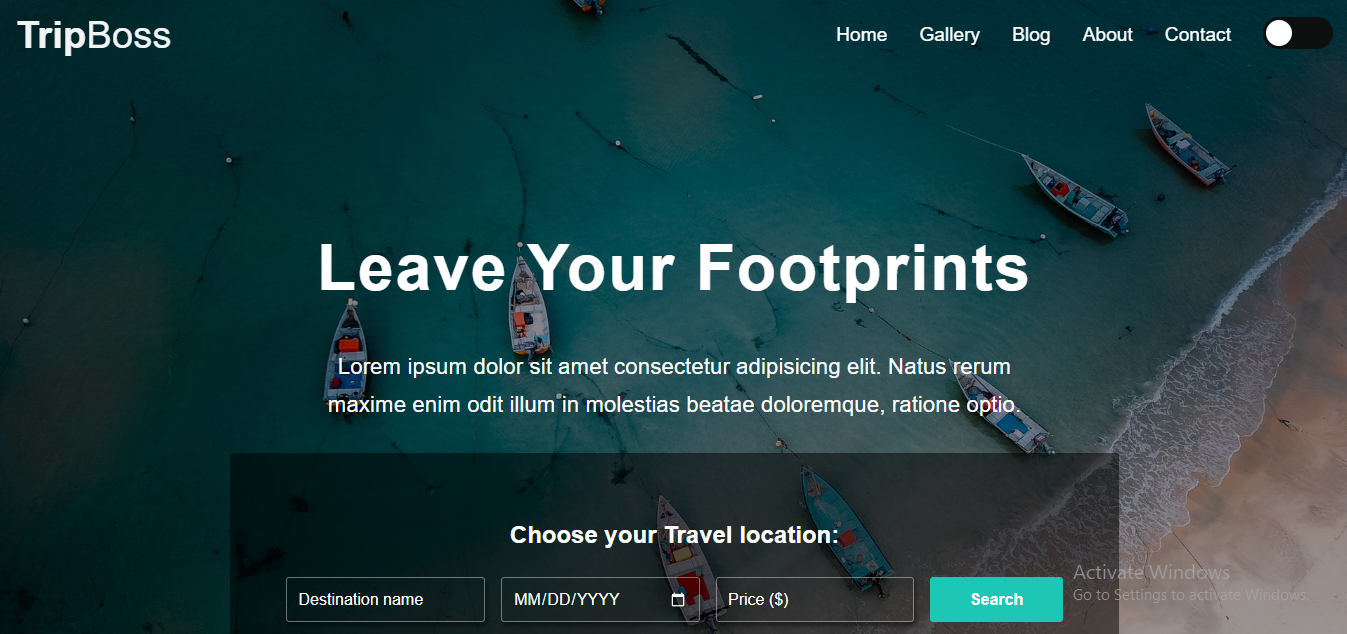 TripBoss
Home Gallery Blog About Contact
Leave Your Footprints
Lorem ipsum dolor sit amet consectetur adipisicing elit. Natus rerum
maxime enim odit illum in molestias beatae doloremque, ratione optio.
Choose your Travel location:
Destination name MM/DD/YYYY Price ($) Search
Activate Windows
Go to Settings to activate Windows.